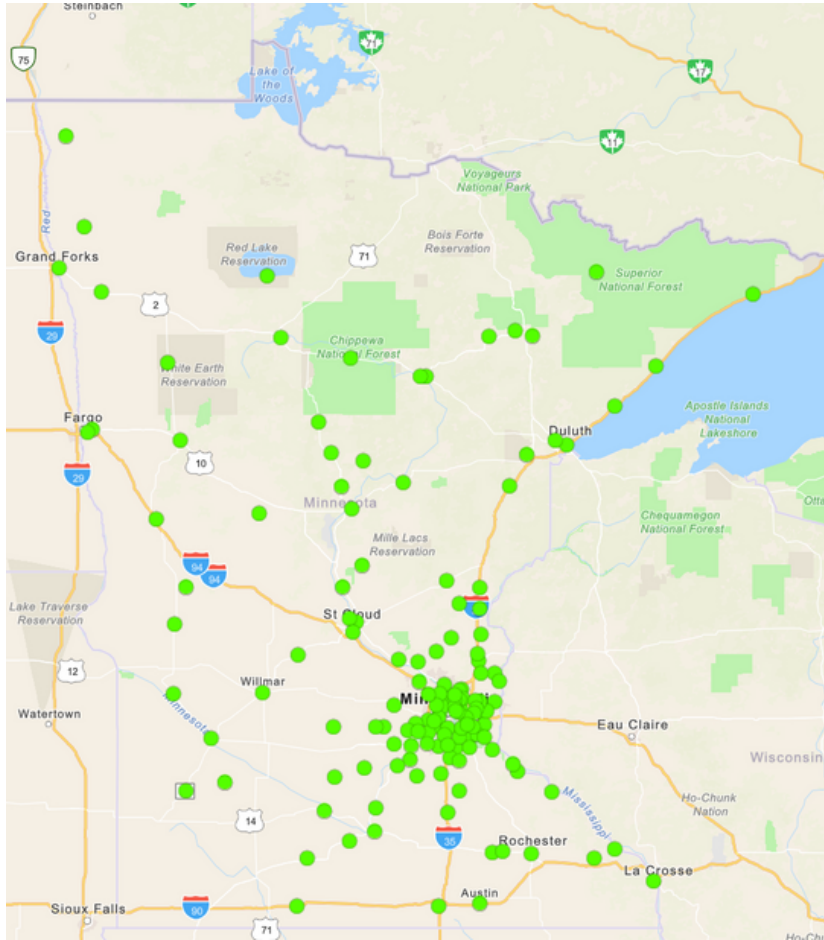 Steinbach
71
75
17
Lake of
the
Woods
11
Voyageurs
National Park
Red
Bois Forte
Reservation
Grand Forks
Red Lake
Reservation
71
Superior
National Forest
2
29
Chippewa
National Forest
White Earth
Reservation
Apostle Islands
National
Lakeshore
Fargo
Duluth
10
29
Minnesota
Chequamegon
National Forest
Mille Lacs
Reservation
94
94
Lake Traverse
Reservation
St Cloud
12
Willmar
Minnesota
Watertown
Eau Claire
Wisconsin
Mississippi
Ho-Chunk
Nation
14
35
Rochester
La Crosse
Austin
Sioux Falls
90
71